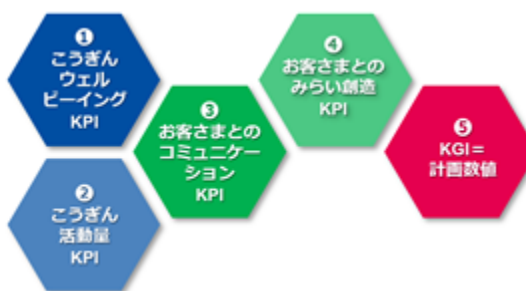 ❶
こうぎん
ウェル
ビーイング
KPI
❷
こうぎん
活動量
KPI
❸
お客さまとの
コミュニケー
ション
KPI
❹
お客さまとの
みらい創造
KPI
❺
KGI＝
計画数値